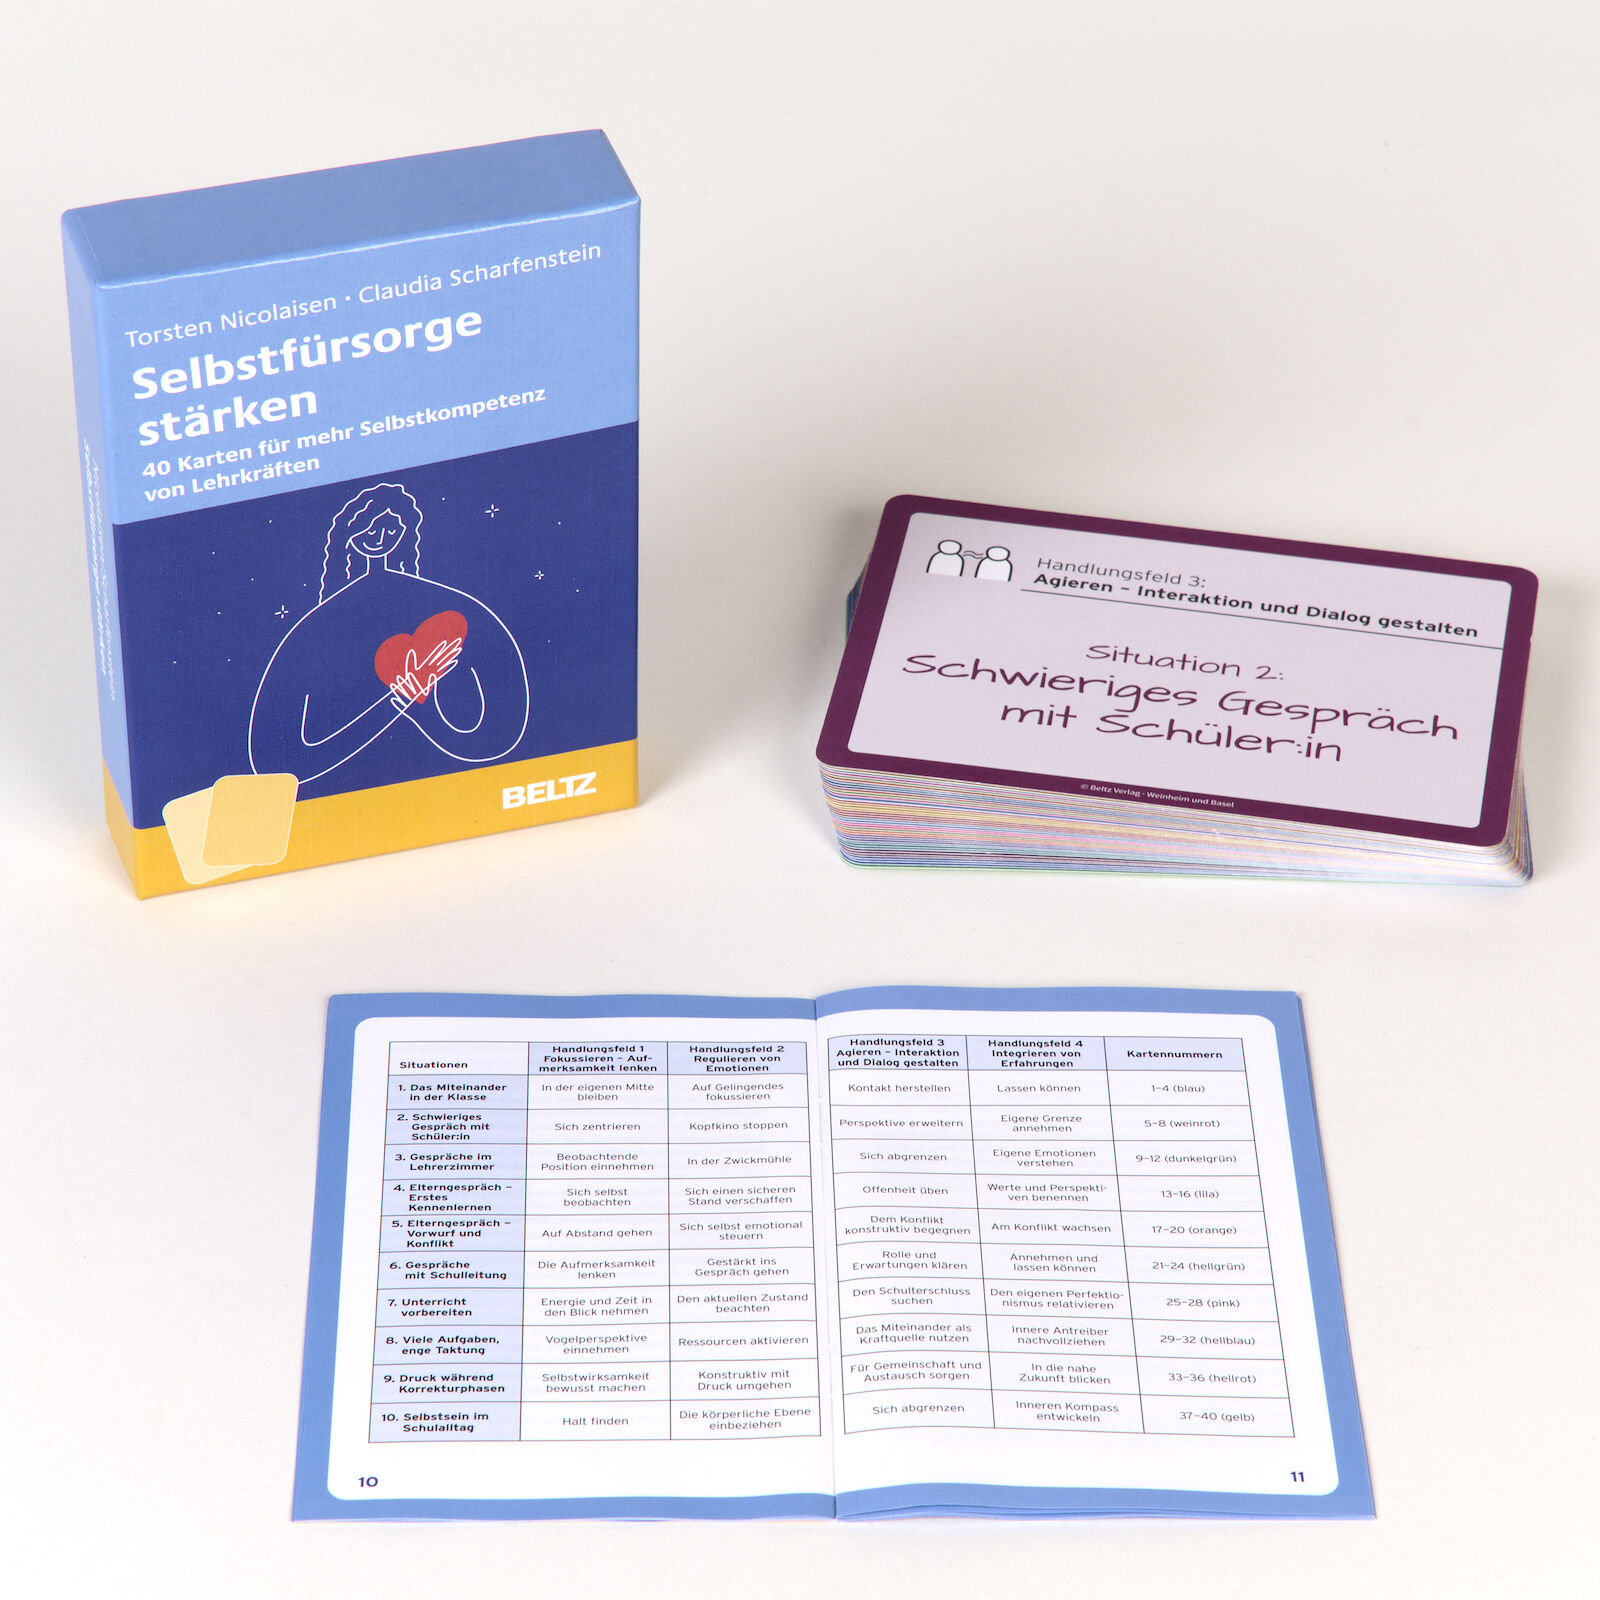 Torsten Nicolaisen · Claudia Scharfenstein
Selbstfürsorge
stärken
40 Karten für mehr Selbstkompetenz
von Lehrkräften
BELTZ
Handlungsfeld 3:
Agieren – Interaktion und Dialog gestalten
Situation 2:
Schwieriges Gespräch
mit Schüler:in
© Beltz Verlag · Weinheim und Basel
Situationen
Handlungsfeld 1
Fokussieren – Auf-
merksamkeit lenken
Handlungsfeld 2
Regulieren von
Emotionen
Handlungsfeld 3
Agieren – Interaktion
und Dialog gestalten
Handlungsfeld 4
Integrieren von
Erfahrungen
Kartennummern
1. Das Miteinander
in der Klasse
In der eigenen Mitte
bleiben
Auf Gelingendes
fokussieren
Kontakt herstellen
Lassen können
1–4 (blau)
2. Schwieriges
Gespräch mit
Schüler:in
Sich zentrieren
Kopfkino stoppen
Perspektive erweitern
Eigene Grenze
annehmen
5–8 (weinrot)
3. Gespräche im
Lehrerzimmer
Beobachtende
Position einnehmen
In der Zwickmühle
Sich abgrenzen
Eigene Emotionen
verstehen
9–12 (dunkelgrün)
4. Elterngespräch –
Erstes
Kennenlernen
Sich selbst
beobachten
Sich einen sicheren
Stand verschaffen
Offenheit üben
Werte und Perspekti-
ven benennen
13–16 (lila)
5. Elterngespräch –
Vorwurf und
Konflikt
Auf Abstand gehen
Sich selbst emotional
steuern
Dem Konflikt
konstruktiv begegnen
Am Konflikt wachsen
17–20 (orange)
6. Gespräche
mit Schulleitung
Die Aufmerksamkeit
lenken
Gestärkt ins
Gespräch gehen
Rolle und
Erwartungen klären
Annehmen und
lassen können
21–24 (hellgrün)
7. Unterricht
vorbereiten
Energie und Zeit in
den Blick nehmen
Den aktuellen Zustand
beachten
Den Schulterschluss
suchen
Den eigenen Perfektio-
nismus relativieren
25–28 (pink)
8. Viele Aufgaben,
enge Taktung
Vogelperspektive
einnehmen
Ressourcen aktivieren
Das Miteinander als
Kraftquelle nutzen
Innere Antreiber
nachvollziehen
29–32 (hellblau)
9. Druck während
Korrekturphasen
Selbstwirksamkeit
bewusst machen
Konstruktiv mit
Druck umgehen
Für Gemeinschaft und
Austausch sorgen
In die nahe
Zukunft blicken
33–36 (hellrot)
10. Selbstsein im
Schulalltag
Halt finden
Die körperliche Ebene
einbeziehen
Sich abgrenzen
Inneren Kompass
entwickeln
37–40 (gelb)
10
11